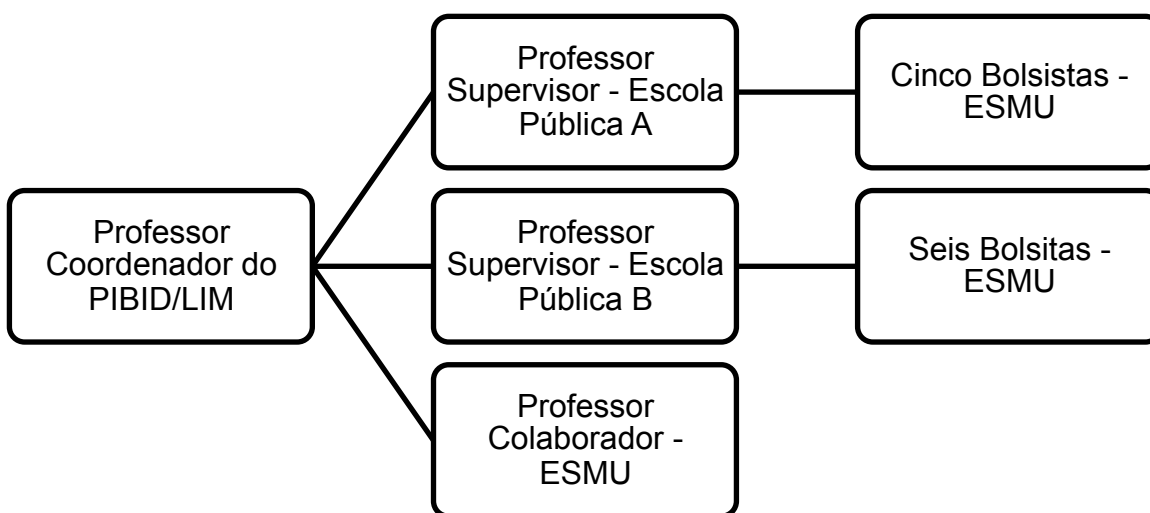 Professor
Supervisor - Escola
Pública A
Cinco Bolsistas -
ESMU
Professor
Coordenador do
PIBID/LIM
Professor
Supervisor - Escola
Pública B
Seis Bolsitas -
ESMU
Professor
Colaborador -
ESMU